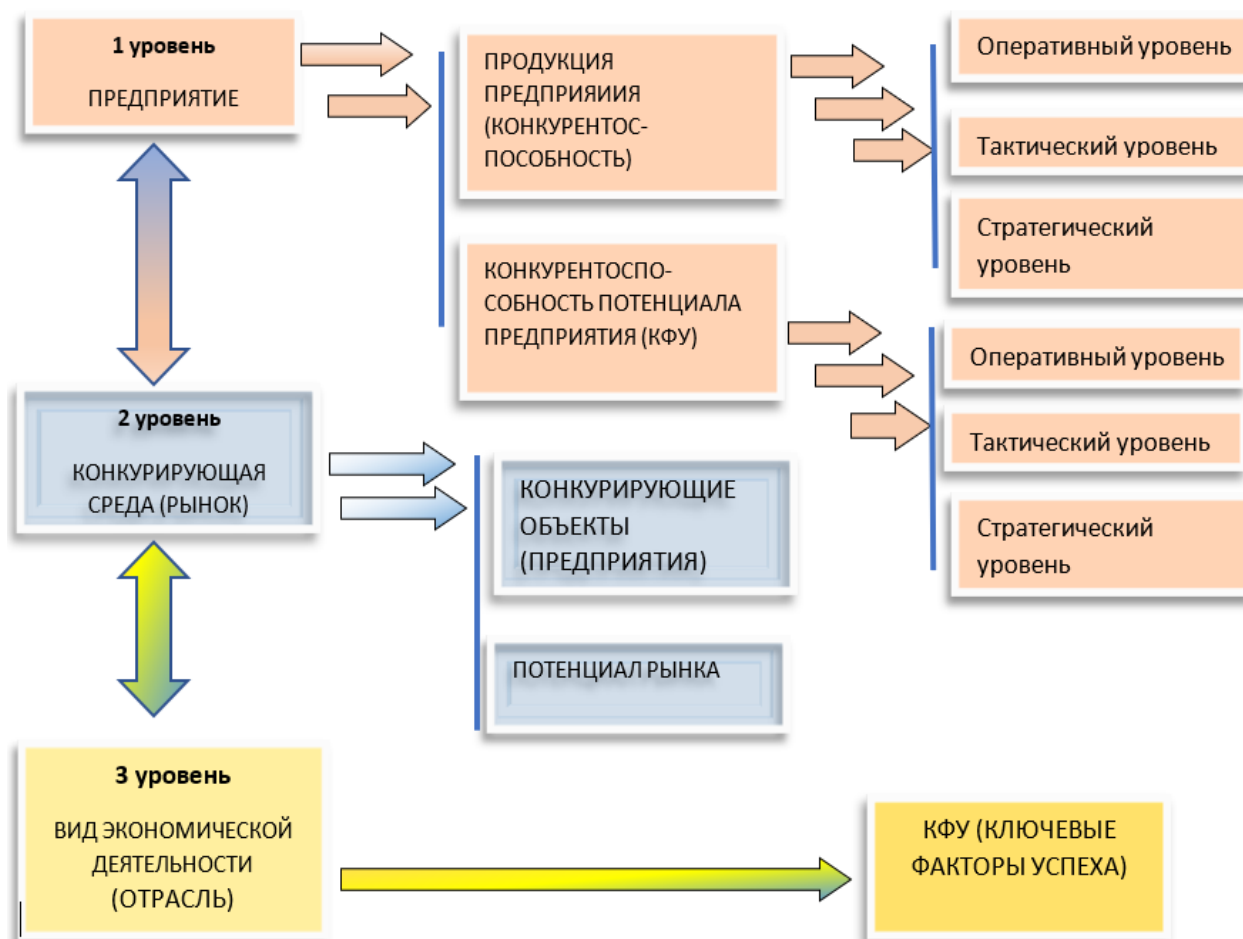 1 уровень
ПРЕДПРИЯТИЕ
ПРОДУКЦИЯ
ПРЕДПРИЯИИЯ
(КОНКУРЕНТОС-
ПОСОБНОСТЬ)
Оперативный уровень
Тактический уровень
Стратегический
уровень
КОНКУРЕНТОСПО-
СОБНОСТЬ ПОТЕНЦИАЛА
ПРЕДПРИЯТИЯ (КФУ)
Оперативный уровень
Тактический уровень
Стратегический
уровень
2 уровень
КОНКУРИРУЮЩАЯ
СРЕДА (РЫНОК)
КОНКУРИРУЮЩИЕ
ОБЪЕКТЫ
(ПРЕДПРИЯТИЯ)
ПОТЕНЦИАЛ РЫНКА
3 уровень
ВИД ЭКОНОМИЧЕСКОЙ
ДЕЯТЕЛЬНОСТИ
(ОТРАСЛЬ)
КФУ (КЛЮЧЕВЫЕ
ФАКТОРЫ УСПЕХА)